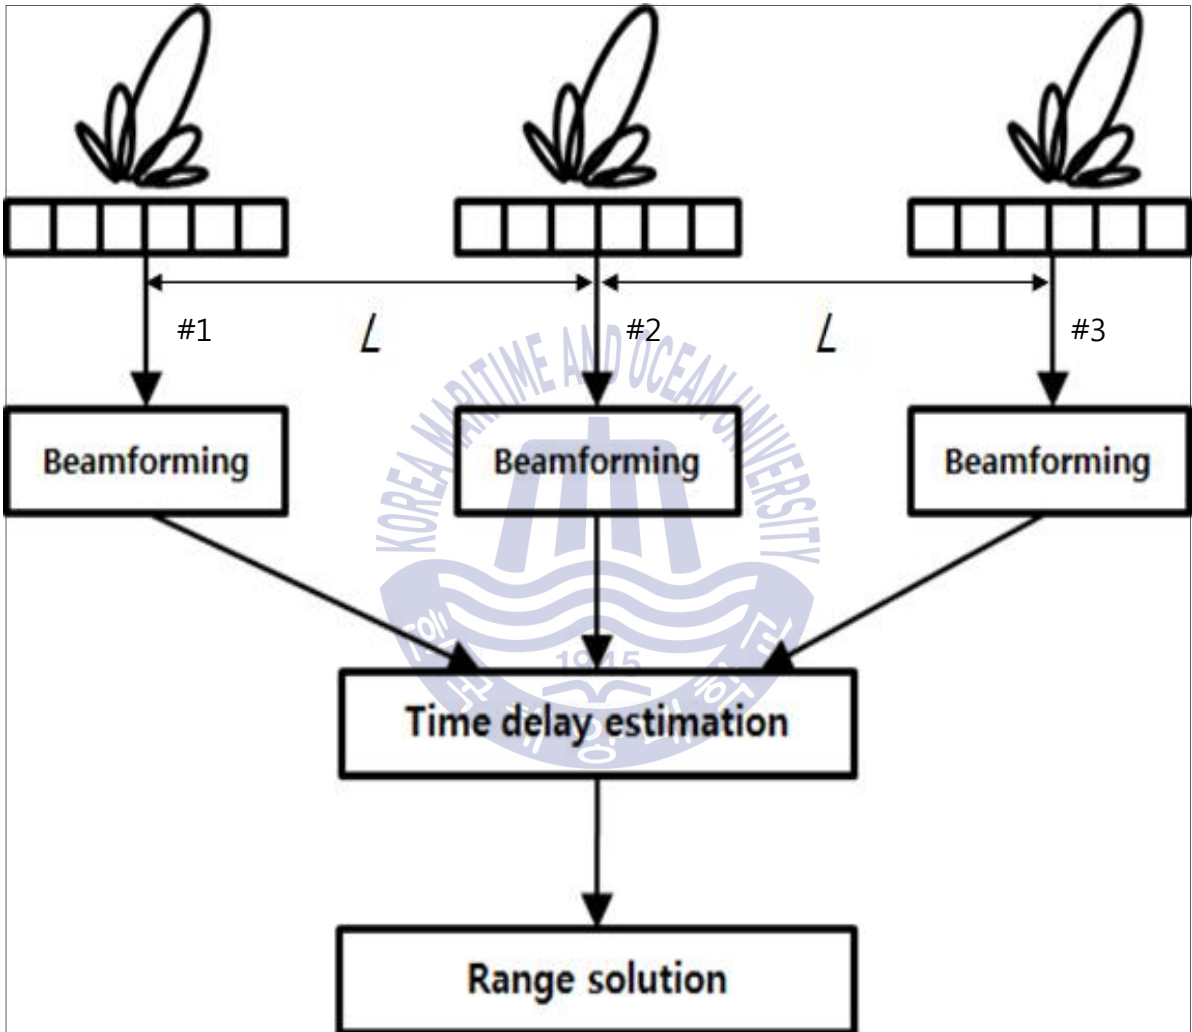 #1
L
#2
L
#3
Beamforming
Beamforming
Beamforming
KOREA MARITIME AND OCEAN UNIVERSITY
1945
Time delay estimation
Range solution